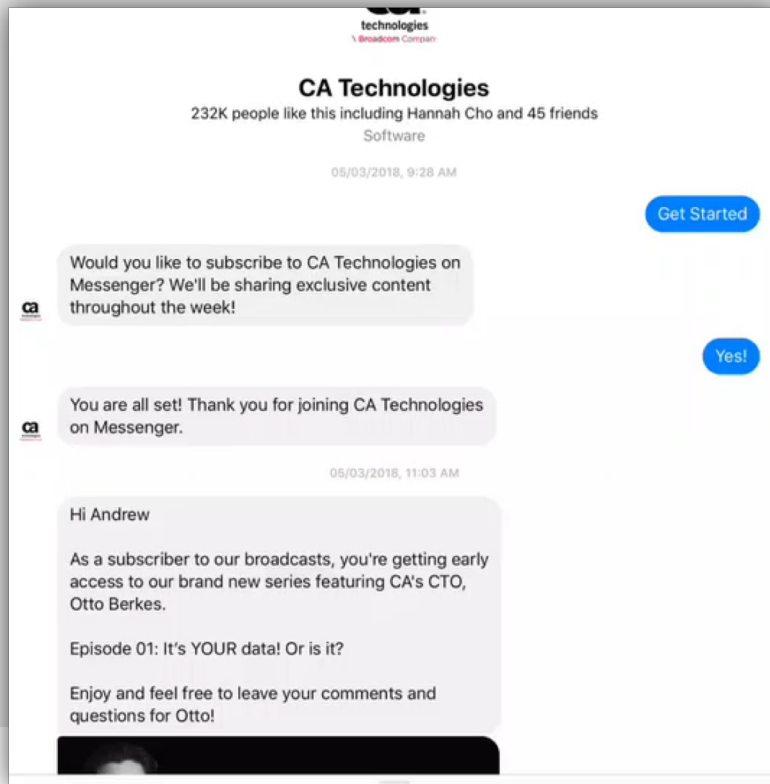 ca.
technologies
A Broadcom Company
CA Technologies
232K people like this including Hannah Cho and 45 friends
Software
05/03/2018, 9:28 AM
Get Started
Would you like to subscribe to CA Technologies on
Messenger? We'll be sharing exclusive content
throughout the week!
ca
Yes!
You are all set! Thank you for joining CA Technologies
on Messenger.
ca
05/03/2018, 11:03 AM
Hi Andrew
As a subscriber to our broadcasts, you're getting early
access to our brand new series featuring CA's CTO,
Otto Berkes.
Episode 01: It's YOUR data! Or is it?
Enjoy and feel free to leave your comments and
questions for Otto!